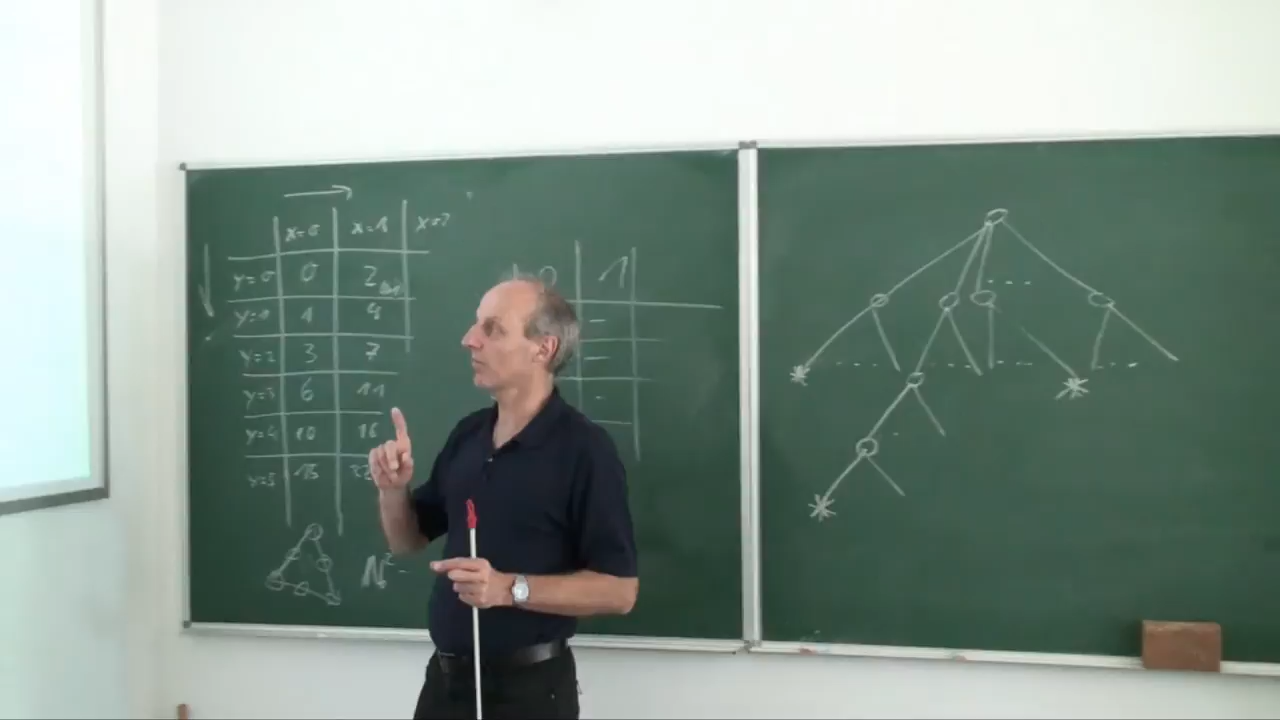 x=0 x=1 x=2
y=0 0 2
y=1 1 4
y=2 3 7
y=3 6 11
y=4 10 16
y=5 15
0 1
-
-
-
N²